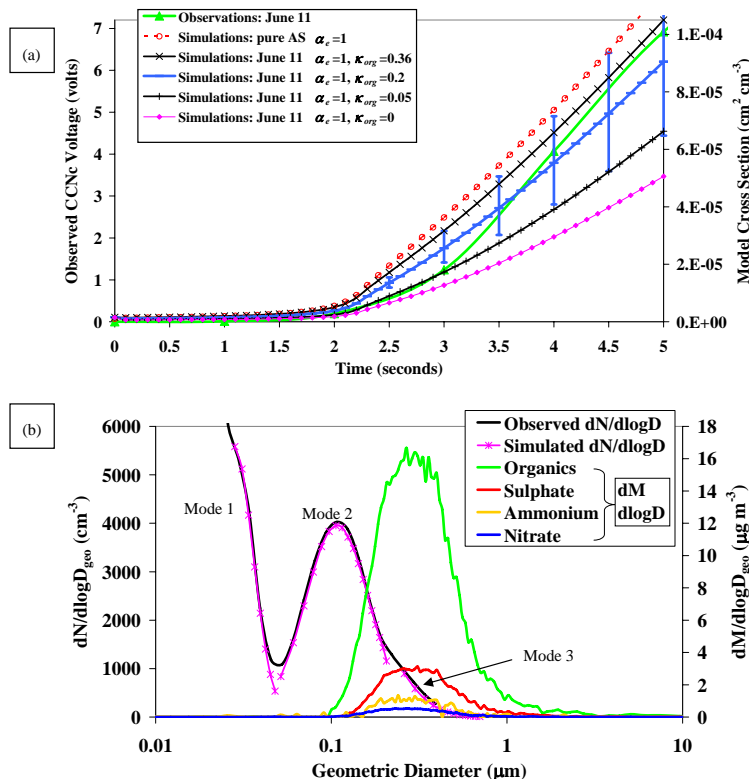 (a)
Observed CCNc Voltage (volts)
7
6
5
4
3
2
1
0
Observations: June 11
Simulations: pure AS αe=1
Simulations: June 11 αe=1, κorg=0.36
Simulations: June 11 αe=1, κorg=0.2
Simulations: June 11 αe=1, κorg=0.05
Simulations: June 11 αe=1, κorg=0
1.E-04
8.E-05
6.E-05
4.E-05
2.E-05
0.E+00
Model Cross Section (cm² cm⁻³)
0 0.5 1 1.5 2 2.5 3 3.5 4 4.5 5
Time (seconds)
(b)
dN/dlogDgeo (cm⁻³)
6000
5000
4000
3000
2000
1000
0
Mode 1
Mode 2
Mode 3
Observed dN/dlogD
Simulated dN/dlogD
Organics
Sulphate
Ammonium
Nitrate
dM
dlogD
18
16
14
12
10
8
6
4
2
0
dM/dlogDgeo (μg m⁻³)
0.01 0.1 1 10
Geometric Diameter (μm)